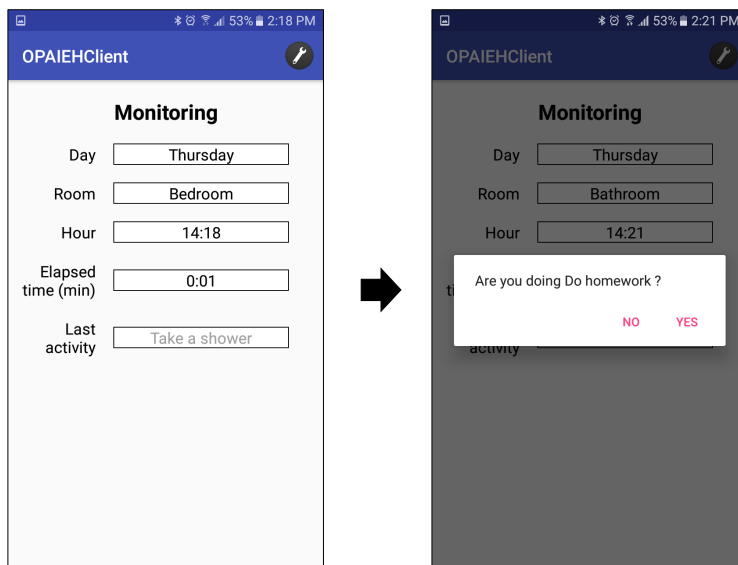 53% 2:18 PM
OPAIEHClient
Monitoring
Day Thursday
Room Bedroom
Hour 14:18
Elapsed
time (min) 0:01
Last
activity Take a shower
53% 2:21 PM
OPAIEHClient
Monitoring
Day Thursday
Room Bathroom
Hour 14:21
Are you doing Do homework ?
ti
NO YES
activity